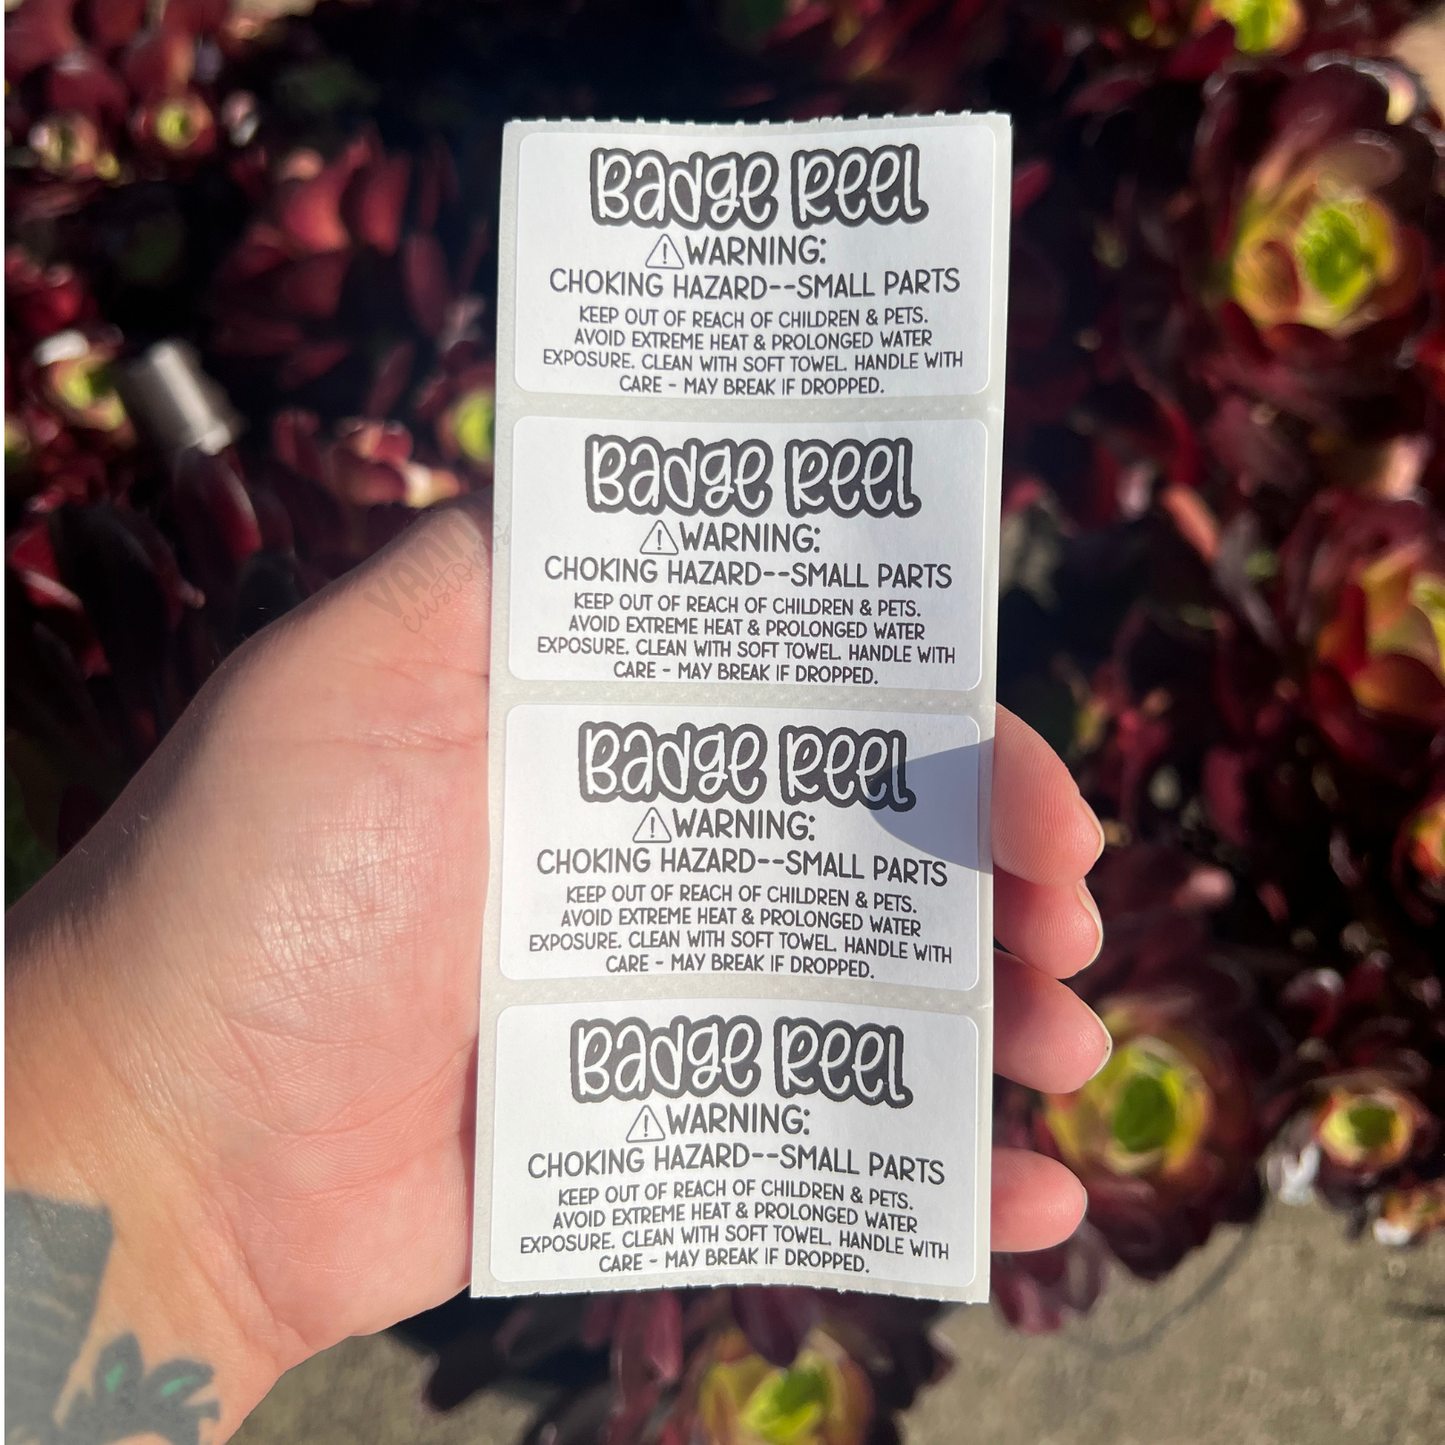 Badge Reel
⚠WARNING:
CHOKING HAZARD--SMALL PARTS
KEEP OUT OF REACH OF CHILDREN & PETS.
AVOID EXTREME HEAT & PROLONGED WATER
EXPOSURE. CLEAN WITH SOFT TOWEL. HANDLE WITH
CARE - MAY BREAK IF DROPPED.
Badge Reel
⚠WARNING:
CHOKING HAZARD--SMALL PARTS
KEEP OUT OF REACH OF CHILDREN & PETS.
AVOID EXTREME HEAT & PROLONGED WATER
EXPOSURE. CLEAN WITH SOFT TOWEL. HANDLE WITH
CARE - MAY BREAK IF DROPPED.
Badge Reel
⚠WARNING:
CHOKING HAZARD--SMALL PARTS
KEEP OUT OF REACH OF CHILDREN & PETS.
AVOID EXTREME HEAT & PROLONGED WATER
EXPOSURE. CLEAN WITH SOFT TOWEL. HANDLE WITH
CARE - MAY BREAK IF DROPPED.
Badge Reel
⚠WARNING:
CHOKING HAZARD--SMALL PARTS
KEEP OUT OF REACH OF CHILDREN & PETS.
AVOID EXTREME HEAT & PROLONGED WATER
EXPOSURE. CLEAN WITH SOFT TOWEL. HANDLE WITH
CARE - MAY BREAK IF DROPPED.